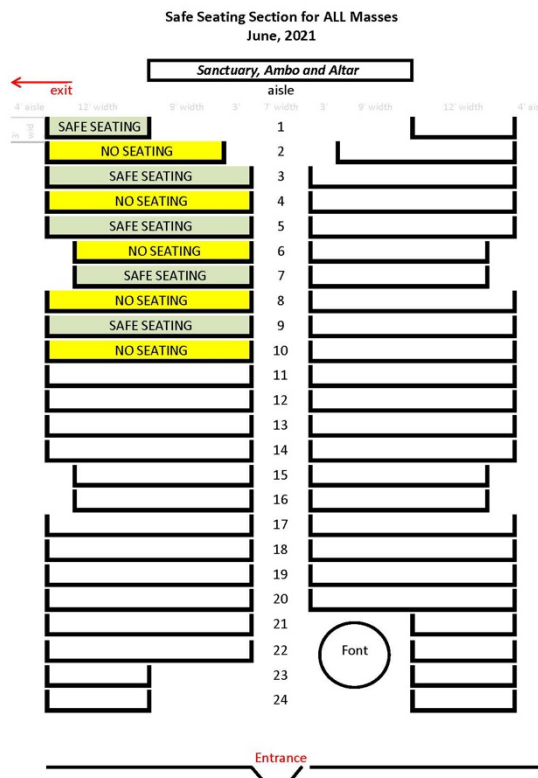 Safe Seating Section for ALL Masses
June, 2021
Sanctuary, Ambo and Altar
exit
aisle
4' aisle 12' width 9' width 3' 7' width 3' 9' width 12' width 4' aisle
3' wid
SAFE SEATING 1
NO SEATING 2
SAFE SEATING 3
NO SEATING 4
SAFE SEATING 5
NO SEATING 6
SAFE SEATING 7
NO SEATING 8
SAFE SEATING 9
NO SEATING 10
11
12
13
14
15
16
17
18
19
20
21
22 Font
23
24
Entrance